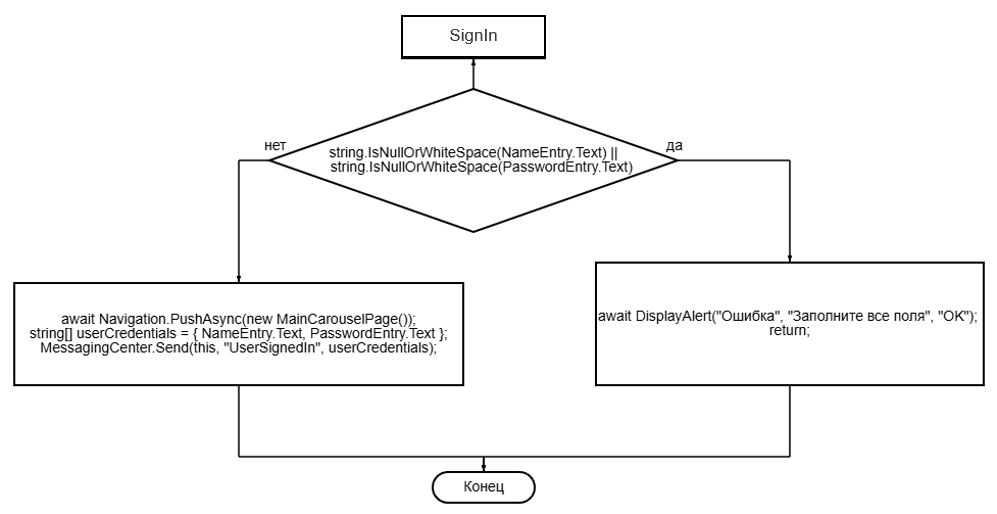 SignIn
нет
да
string.IsNullOrWhiteSpace(NameEntry.Text) ||
string.IsNullOrWhiteSpace(PasswordEntry.Text)
await Navigation.PushAsync(new MainCarouselPage());
string[] userCredentials = { NameEntry.Text, PasswordEntry.Text };
MessagingCenter.Send(this, "UserSignedIn", userCredentials);
await DisplayAlert("Ошибка", "Заполните все поля", "OK");
return;
Конец